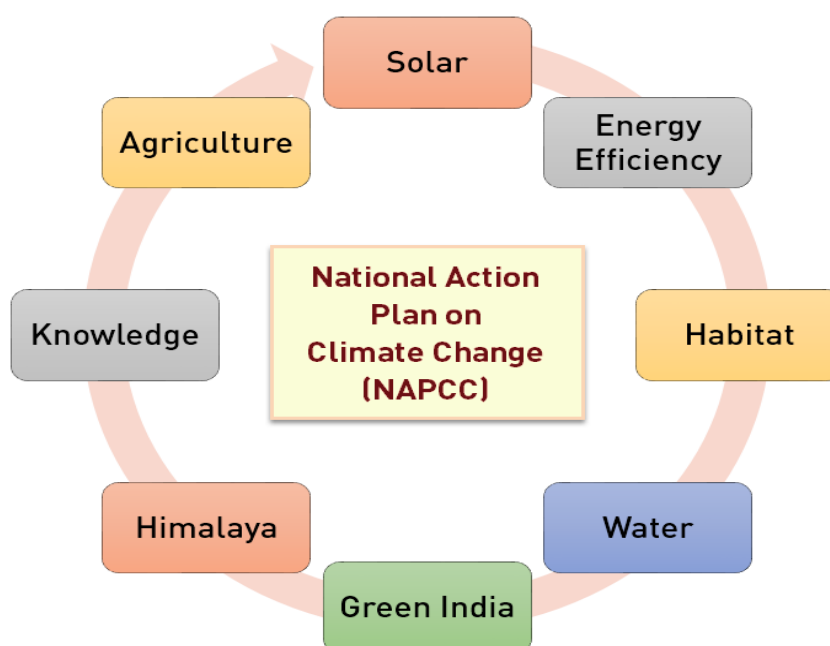 Solar
Energy
Efficiency
Habitat
Water
Green India
Himalaya
Knowledge
Agriculture
National Action
Plan on
Climate Change
(NAPCC)